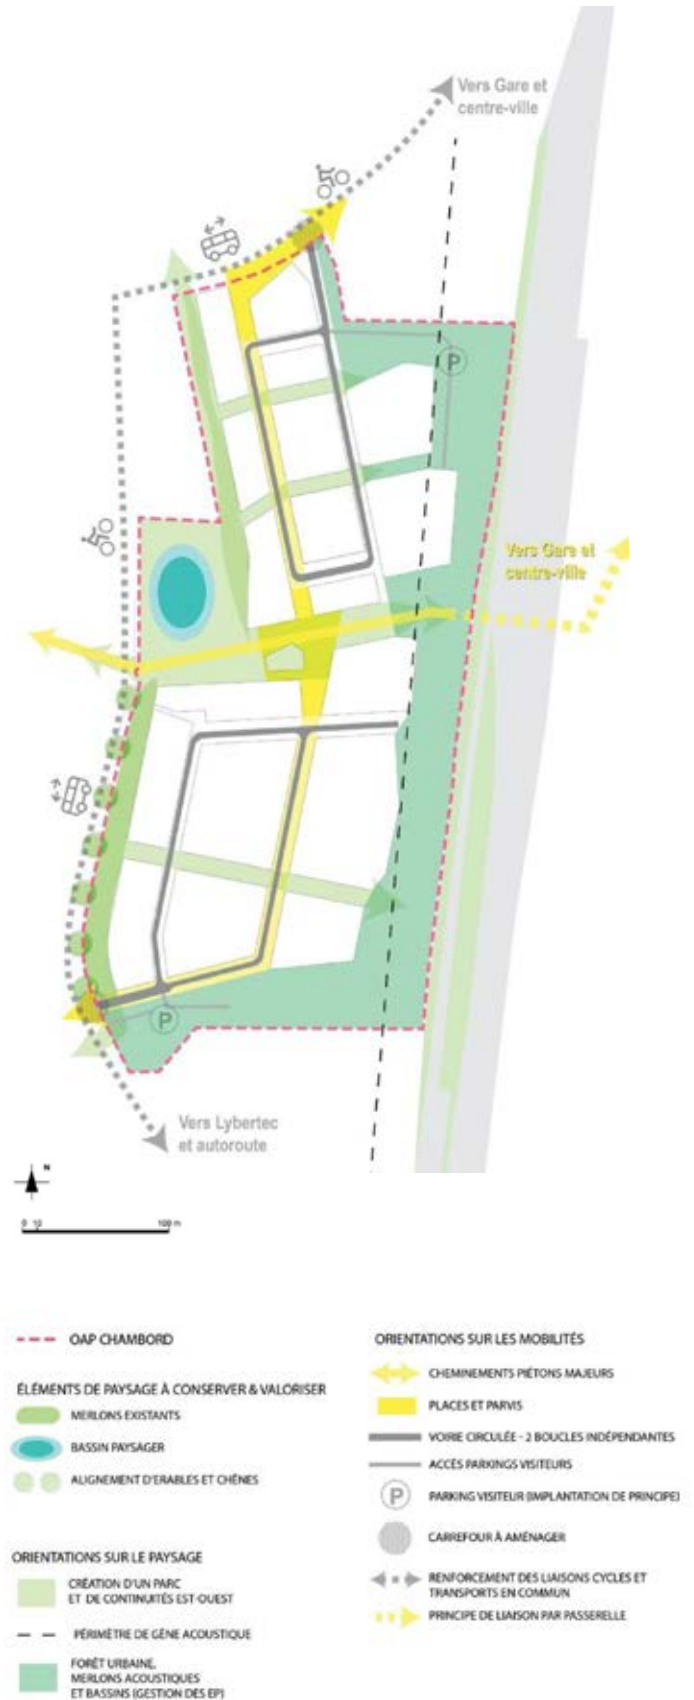 Vers Gare et
centre-ville
P
Vers Gare et
centre-ville
P
Vers Lybertec
et autoroute
N
0 10 100 m
OAP CHAMBORD
ÉLÉMENTS DE PAYSAGE À CONSERVER & VALORISER
MERLONS EXISTANTS
BASSIN PAYSAGER
ALIGNEMENT D'ERABLES ET CHÊNES
ORIENTATIONS SUR LE PAYSAGE
CRÉATION D'UN PARC
ET DE CONTINUITÉS EST-OUEST
PÉRIMÈTRE DE GÊNE ACOUSTIQUE
FORÊT URBAINE,
MERLONS ACOUSTIQUES
ET BASSINS (GESTION DES EP)
ORIENTATIONS SUR LES MOBILITÉS
CHEMINEMENTS PIÉTONS MAJEURS
PLACES ET PARVIS
VOIRIE CIRCULÉE - 2 BOUCLES INDÉPENDANTES
ACCÈS PARKINGS VISITEURS
P
PARKING VISITEUR (IMPLANTATION DE PRINCIPE)
CARREFOUR À AMÉNAGER
RENFORCEMENT DES LIAISONS CYCLES ET
TRANSPORTS EN COMMUN
PRINCIPE DE LIAISON PAR PASSERELLE